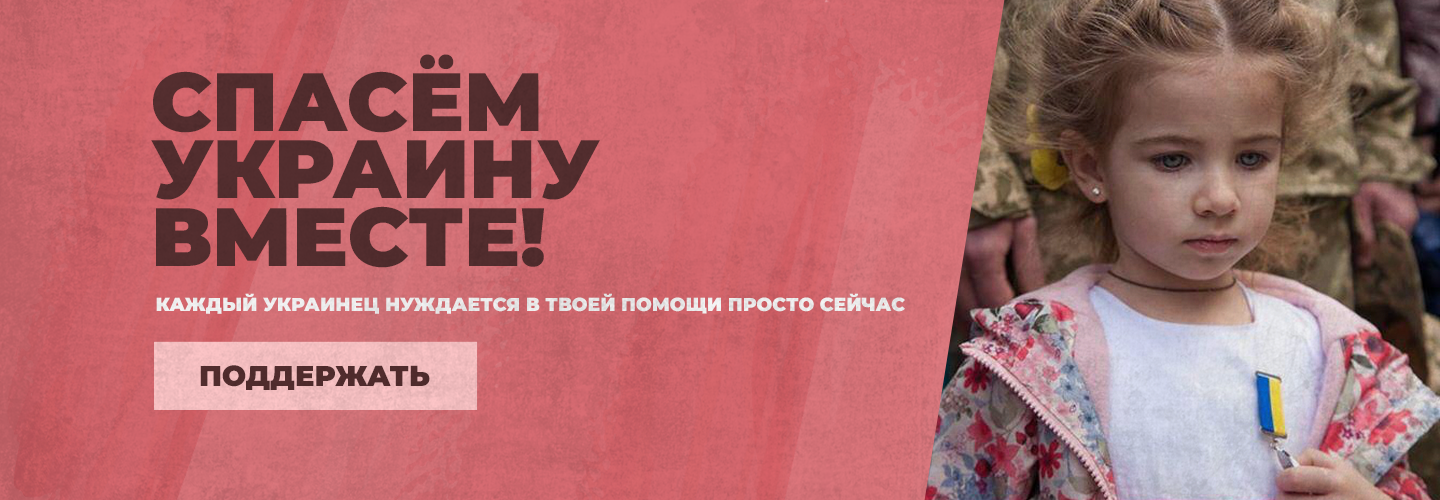 СПАСЁМ
УКРАИНУ
ВМЕСТЕ!
КАЖДЫЙ УКРАИНЕЦ НУЖДАЕТСЯ В ТВОЕЙ ПОМОЩИ ПРОСТО СЕЙЧАС
ПОДДЕРЖАТЬ